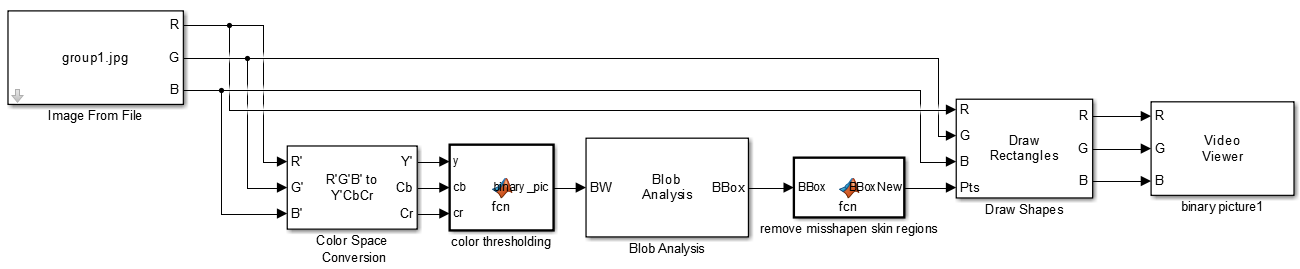 group1.jpg
R
G
B
Image From File
R'
G'
B'
R'G'B' to
Y'CbCr
Y'
Cb
Cr
Color Space
Conversion
y
cb
cr
binary_pic
fcn
color thresholding
BW
Blob
Analysis
BBox
Blob Analysis
BBox
BBoxNew
fcn
remove misshapen skin regions
R
G
B
Pts
Draw
Rectangles
R
G
B
Draw Shapes
R
G
B
Video
Viewer
binary picture1